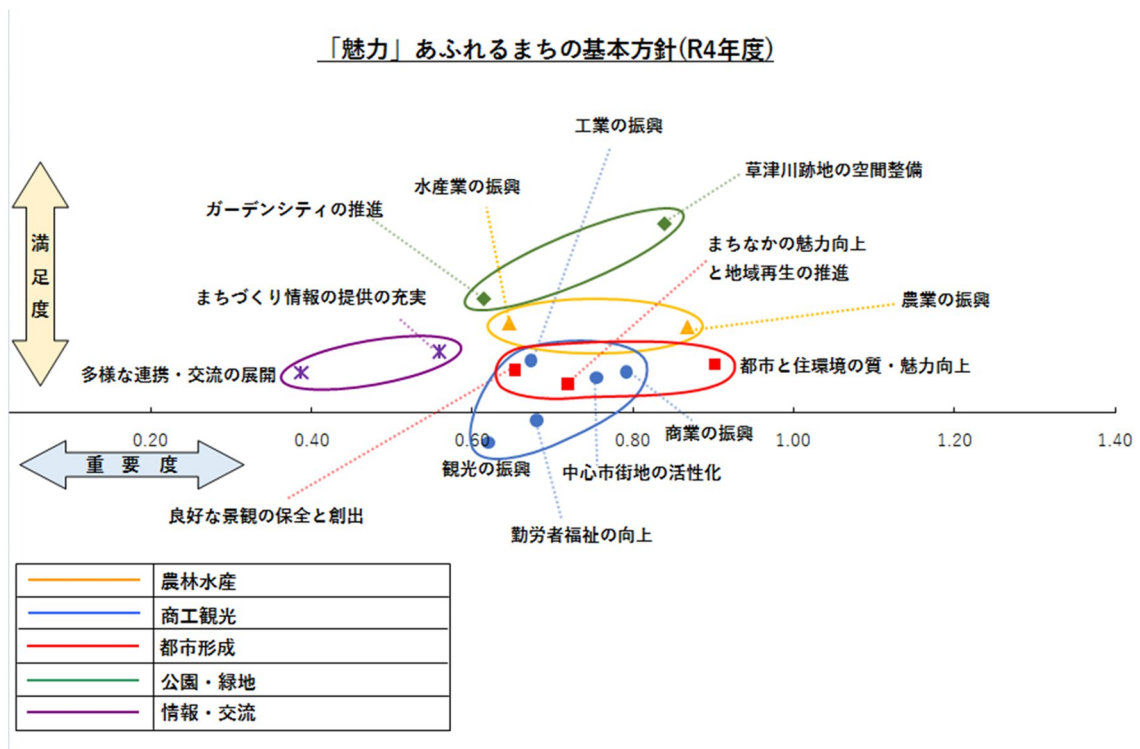 「魅力」あふれるまちの基本方針(R4年度)
工業の振興
草津川跡地の空間整備
水産業の振興
ガーデンシティの推進
まちなかの魅力向上
と地域再生の推進
満足度
まちづくり情報の提供の充実
農業の振興
多様な連携・交流の展開
都市と住環境の質・魅力向上
0.20
0.40
0.60
0.80
1.00
1.20
1.40
商業の振興
重要度
観光の振興
中心市街地の活性化
良好な景観の保全と創出
勤労者福祉の向上
農林水産
商工観光
都市形成
公園・緑地
情報・交流